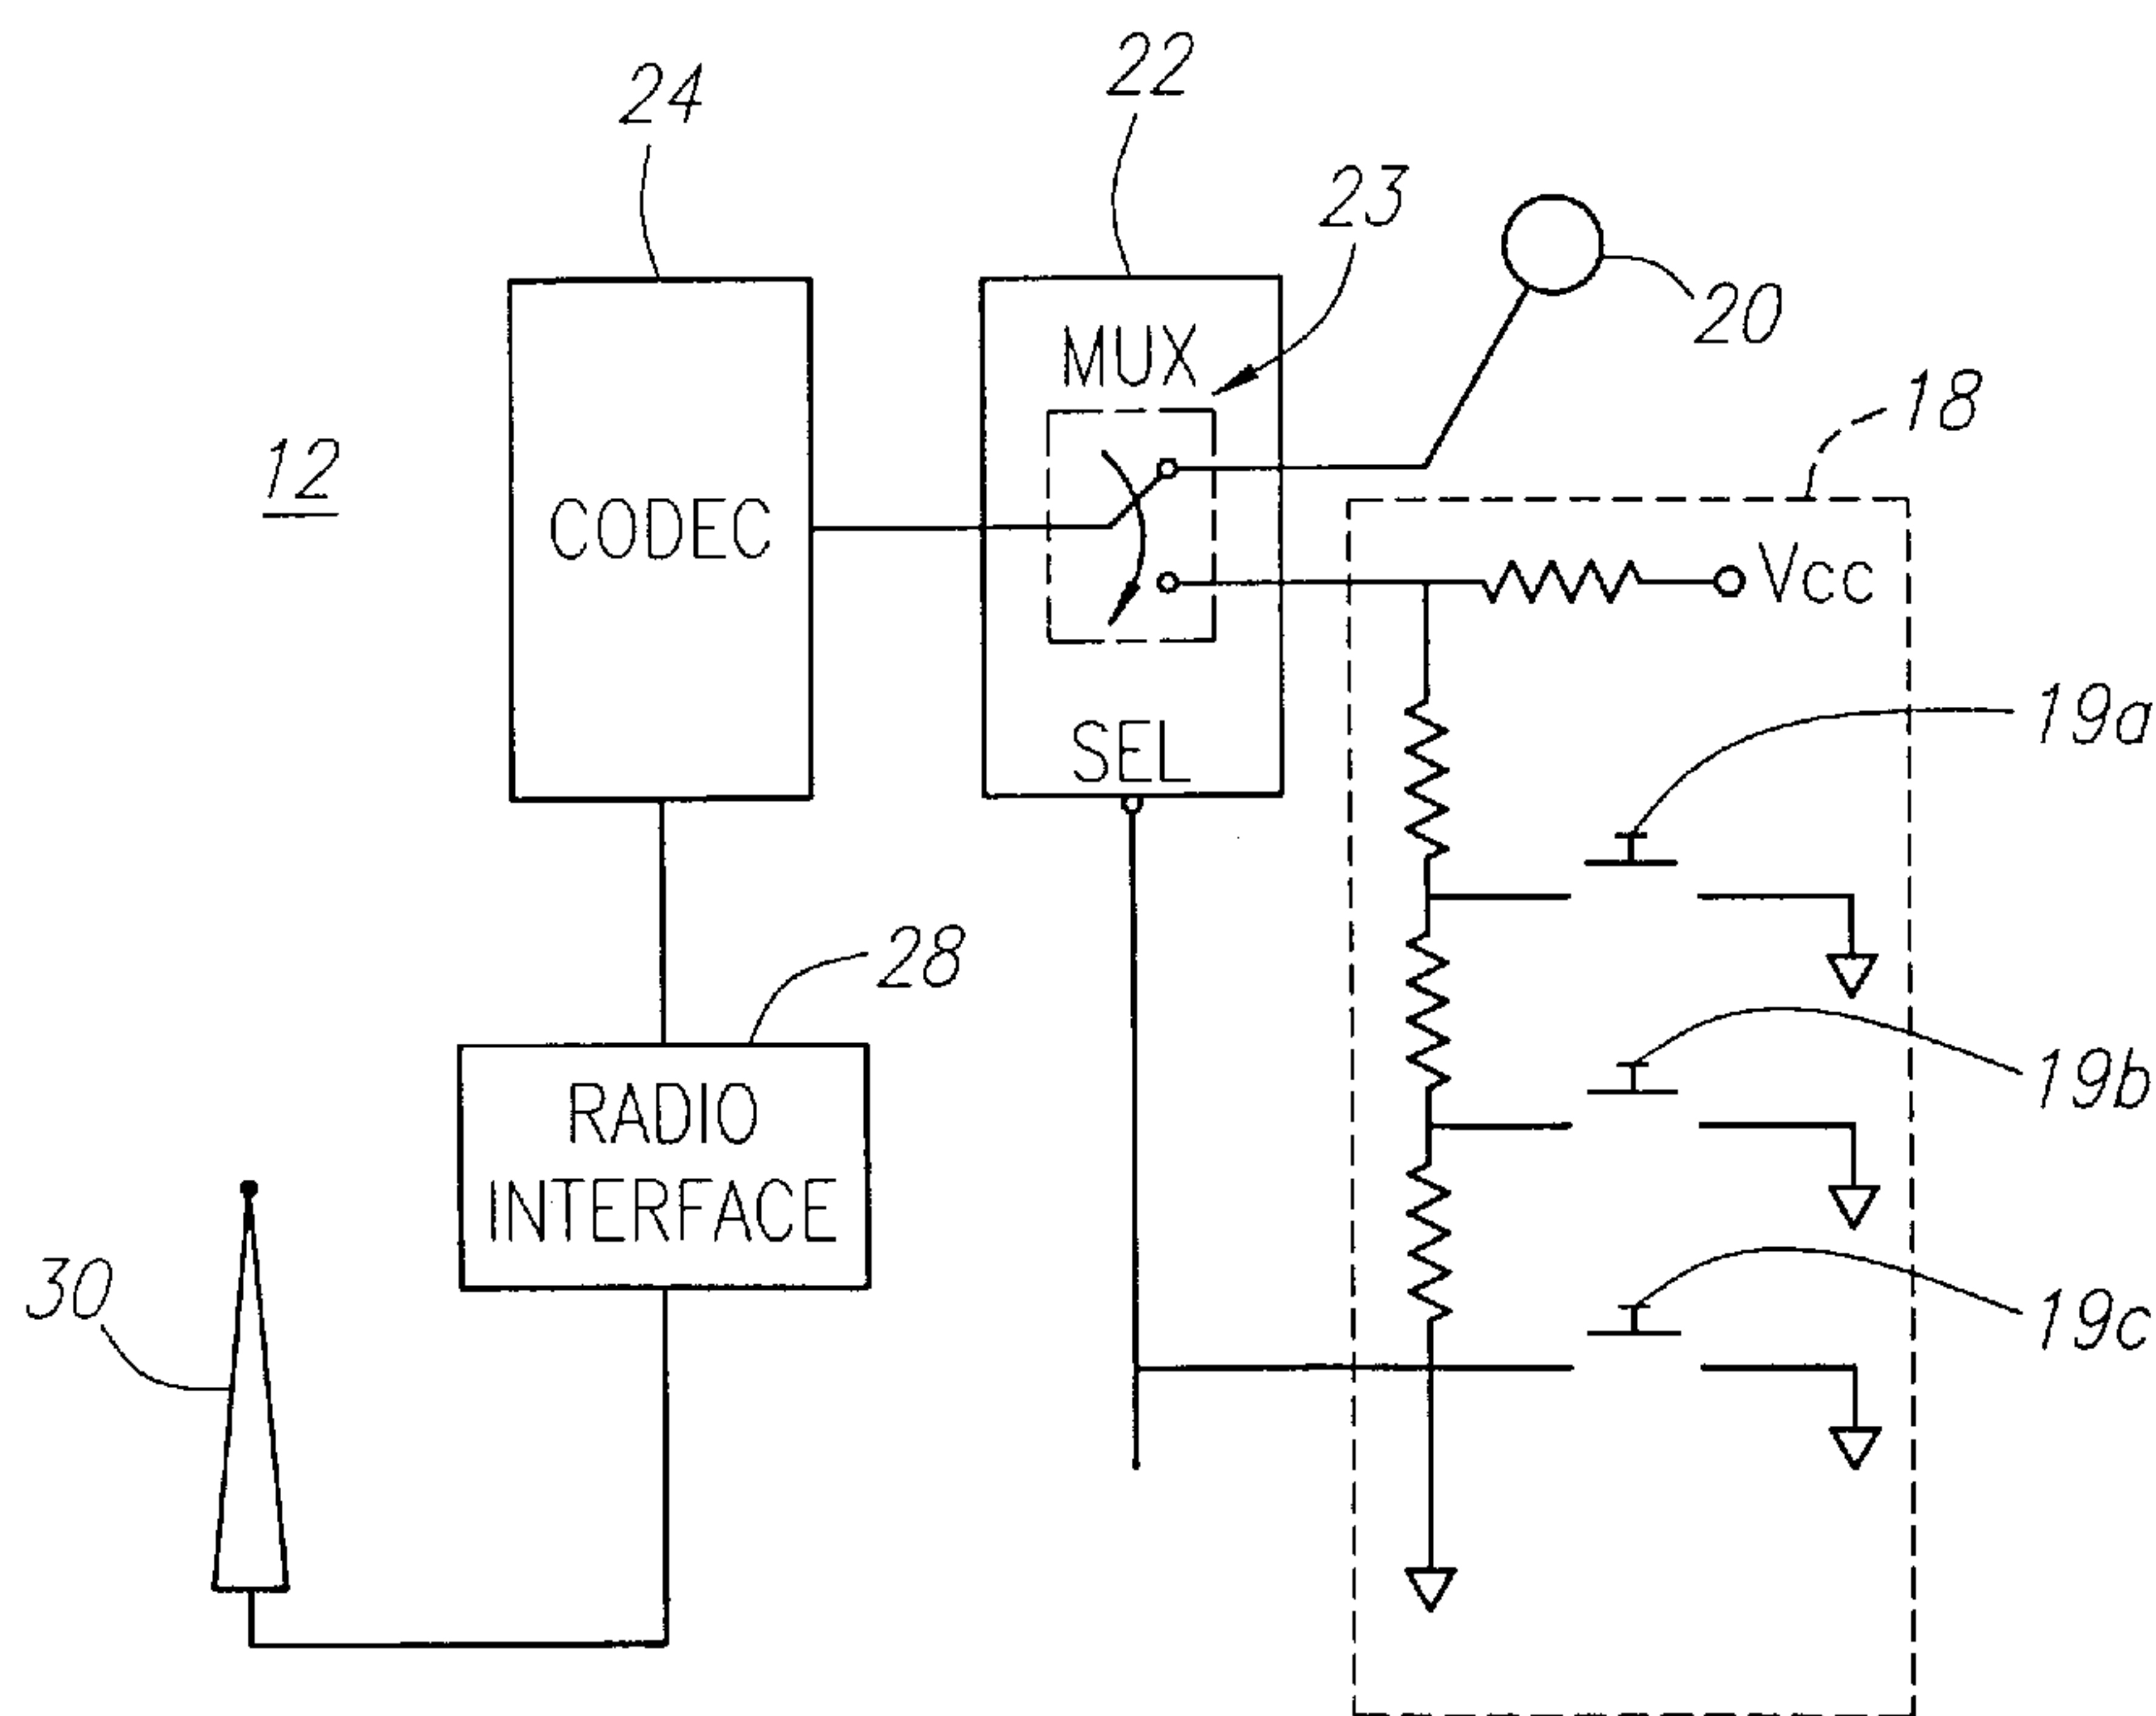 22
24
23
20
MUX
18
12
CODEC
Vcc
19a
SEL
28
RADIO
INTERFACE
19b
30
19c